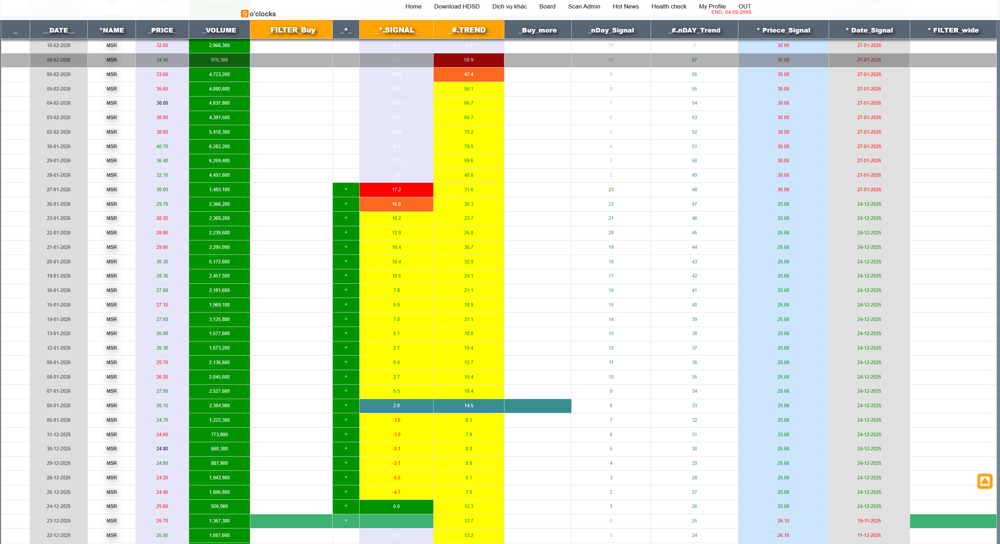 13-02-2026 MSR 37.30 3,741,000
Home Download HDSD Dịch vụ khác Board Scan Admin Hot News Health check My Profile OUT
END: 04-09-2099
9 o'clocks
_ __DATE__ *NAME _PRICE_ _VOLUME _FILTER_Buy _^_ _*.SIGNAL_ _#.TREND_ _Buy_more _nDay_Signal _#.nDAY_Trend * Priece_Signal * Date_Signal * FILTER_wide
10-02-2026 MSR 32.50 2,966,300 8.3 -5.5 11 2 30.00 27-01-2026
09-02-2026 MSR 34.40 976,300 14.7 50.9 10 57 30.00 27-01-2026
06-02-2026 MSR 33.60 4,723,200 12.0 47.4 9 56 30.00 27-01-2026
05-02-2026 MSR 35.60 4,080,600 18.7 56.1 8 55 30.00 27-01-2026
04-02-2026 MSR 38.00 4,037,800 26.7 66.7 7 54 30.00 27-01-2026
03-02-2026 MSR 38.00 4,391,500 26.7 66.7 6 53 30.00 27-01-2026
02-02-2026 MSR 38.80 5,418,300 29.3 70.2 5 52 30.00 27-01-2026
30-01-2026 MSR 40.70 6,282,200 35.7 78.5 4 51 30.00 27-01-2026
29-01-2026 MSR 36.40 6,269,400 21.3 59.6 3 50 30.00 27-01-2026
28-01-2026 MSR 32.10 4,497,600 7.0 40.8 2 49 30.00 27-01-2026
27-01-2026 MSR 30.00 1,493,100 ^ 17.2 31.6 23 48 30.00 27-01-2026
26-01-2026 MSR 29.70 2,366,200 ^ 16.0 30.3 22 47 25.60 24-12-2025
23-01-2026 MSR 28.20 2,369,200 ^ 10.2 23.7 21 46 25.60 24-12-2025
22-01-2026 MSR 28.90 2,239,600 ^ 12.9 26.8 20 45 25.60 24-12-2025
21-01-2026 MSR 29.80 2,295,000 ^ 16.4 30.7 19 44 25.60 24-12-2025
20-01-2026 MSR 30.30 5,172,600 ^ 18.4 32.9 18 43 25.60 24-12-2025
19-01-2026 MSR 28.30 2,457,500 ^ 10.5 24.1 17 42 25.60 24-12-2025
16-01-2026 MSR 27.60 2,181,600 ^ 7.8 21.1 16 41 25.60 24-12-2025
15-01-2026 MSR 27.10 1,969,100 ^ 5.9 18.9 15 40 25.60 24-12-2025
14-01-2026 MSR 27.60 3,125,800 ^ 7.8 21.1 14 39 25.60 24-12-2025
13-01-2026 MSR 26.90 1,577,600 ^ 5.1 18.0 13 38 25.60 24-12-2025
12-01-2026 MSR 26.30 1,673,200 ^ 2.7 15.4 12 37 25.60 24-12-2025
09-01-2026 MSR 25.70 2,136,600 ^ 0.4 12.7 11 36 25.60 24-12-2025
08-01-2026 MSR 26.30 2,045,600 ^ 2.7 15.4 10 35 25.60 24-12-2025
07-01-2026 MSR 27.00 2,527,600 ^ 5.5 18.4 9 34 25.60 24-12-2025
06-01-2026 MSR 26.10 2,384,900 ^ 2.0 14.5 8 33 25.60 24-12-2025
05-01-2026 MSR 24.70 1,222,300 ^ -3.5 8.3 7 32 25.60 24-12-2025
31-12-2025 MSR 24.60 773,800 ^ -3.9 7.9 6 31 25.60 24-12-2025
30-12-2025 MSR 24.80 660,300 ^ -3.1 8.8 5 30 25.60 24-12-2025
29-12-2025 MSR 24.80 887,900 ^ -3.1 8.8 4 29 25.60 24-12-2025
26-12-2025 MSR 24.20 1,943,900 ^ -5.5 6.1 3 28 25.60 24-12-2025
25-12-2025 MSR 24.40 1,806,800 ^ -4.7 7.0 2 27 25.60 24-12-2025
24-12-2025 MSR 25.60 926,900 ^ 0.0 12.3 1 26 25.60 24-12-2025
23-12-2025 MSR 25.70 1,367,300 ^ 12.7 0 25 26.10 19-11-2025
22-12-2025 MSR 25.80 1,087,600 -1.1 13.2 8 24 26.10 11-12-2025